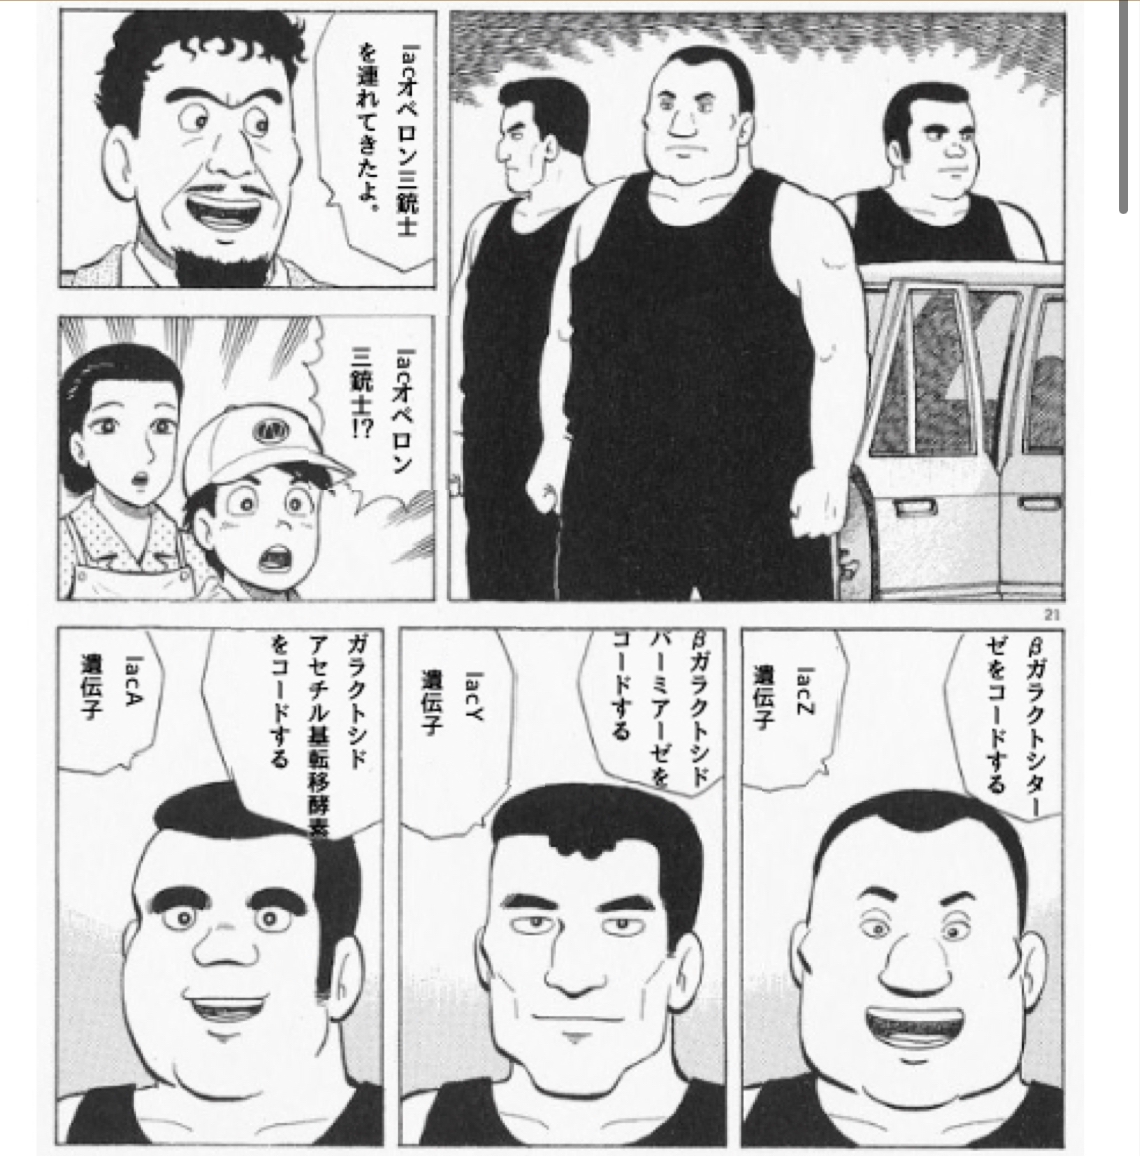 lacオペロン三銃士
を連れてきたよ。
lacオペロン
三銃士!?
21
βガラクトシター
ゼをコードする
lacZ
遺伝子
βガラクトシド
パーミアーゼを
コードする
lacY
遺伝子
ガラクトシド
アセチル基転移酵素
をコードする
lacA
遺伝子